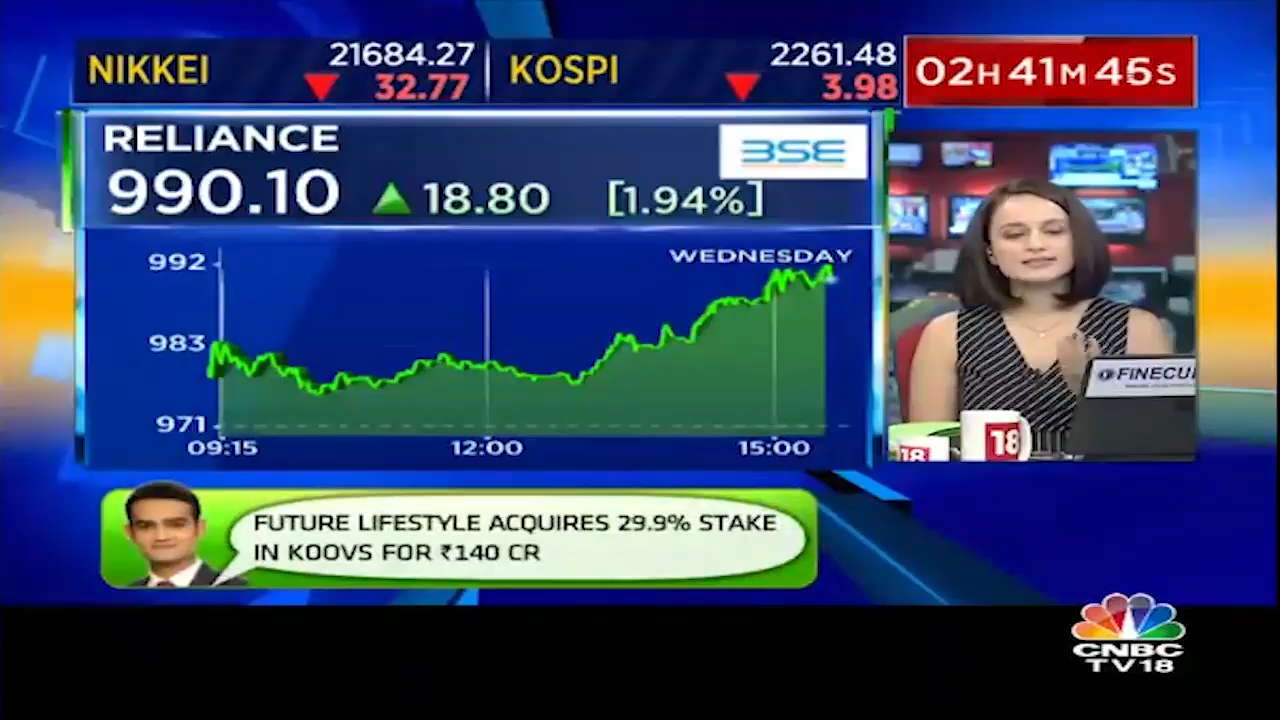 NIKKEI 21684.27 KOSPI 2261.48
▼ 32.77 ▼ 3.98
02H 41M 45S
RELIANCE
BSE
990.10 ▲ 18.80 [1.94%]
WEDNESDAY
992
983
971
09:15 12:00 15:00
18
18
FUTURE LIFESTYLE ACQUIRES 29.9% STAKE
IN KOOVS FOR ₹140 CR
CNBC
TV18